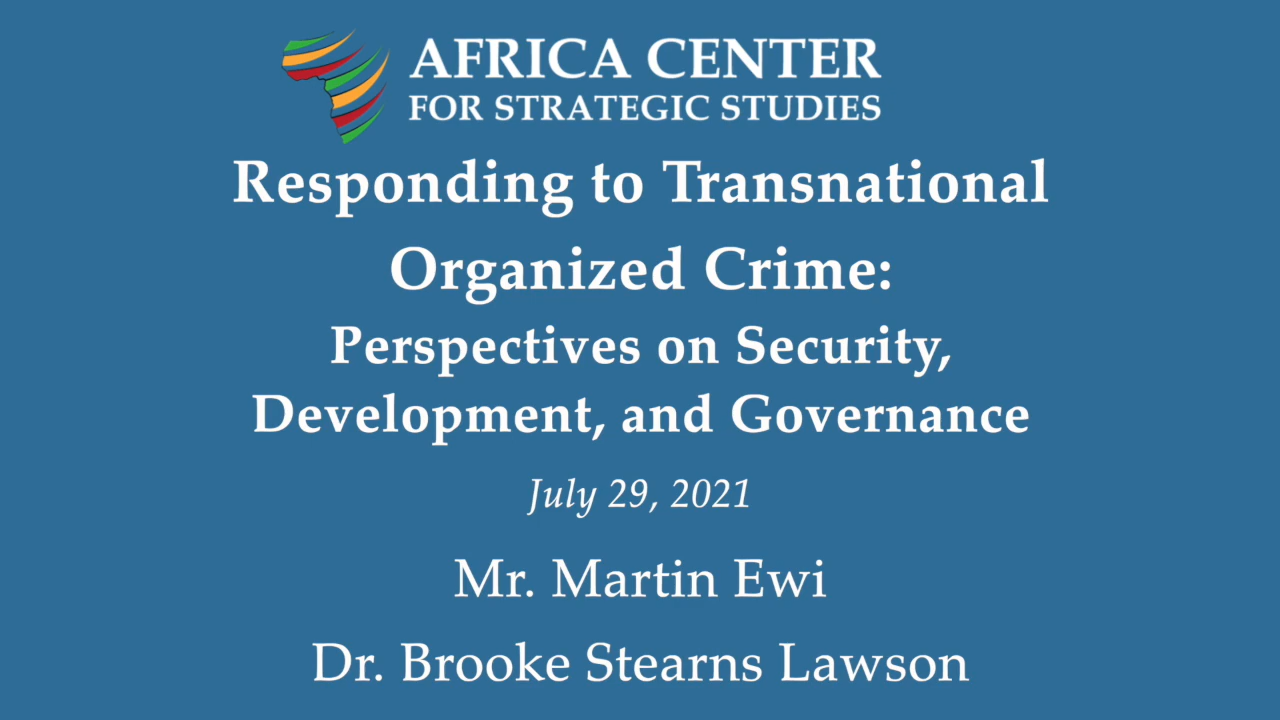 AFRICA CENTER
FOR STRATEGIC STUDIES
Responding to Transnational
Organized Crime:
Perspectives on Security,
Development, and Governance
July 29, 2021
Mr. Martin Ewi
Dr. Brooke Stearns Lawson